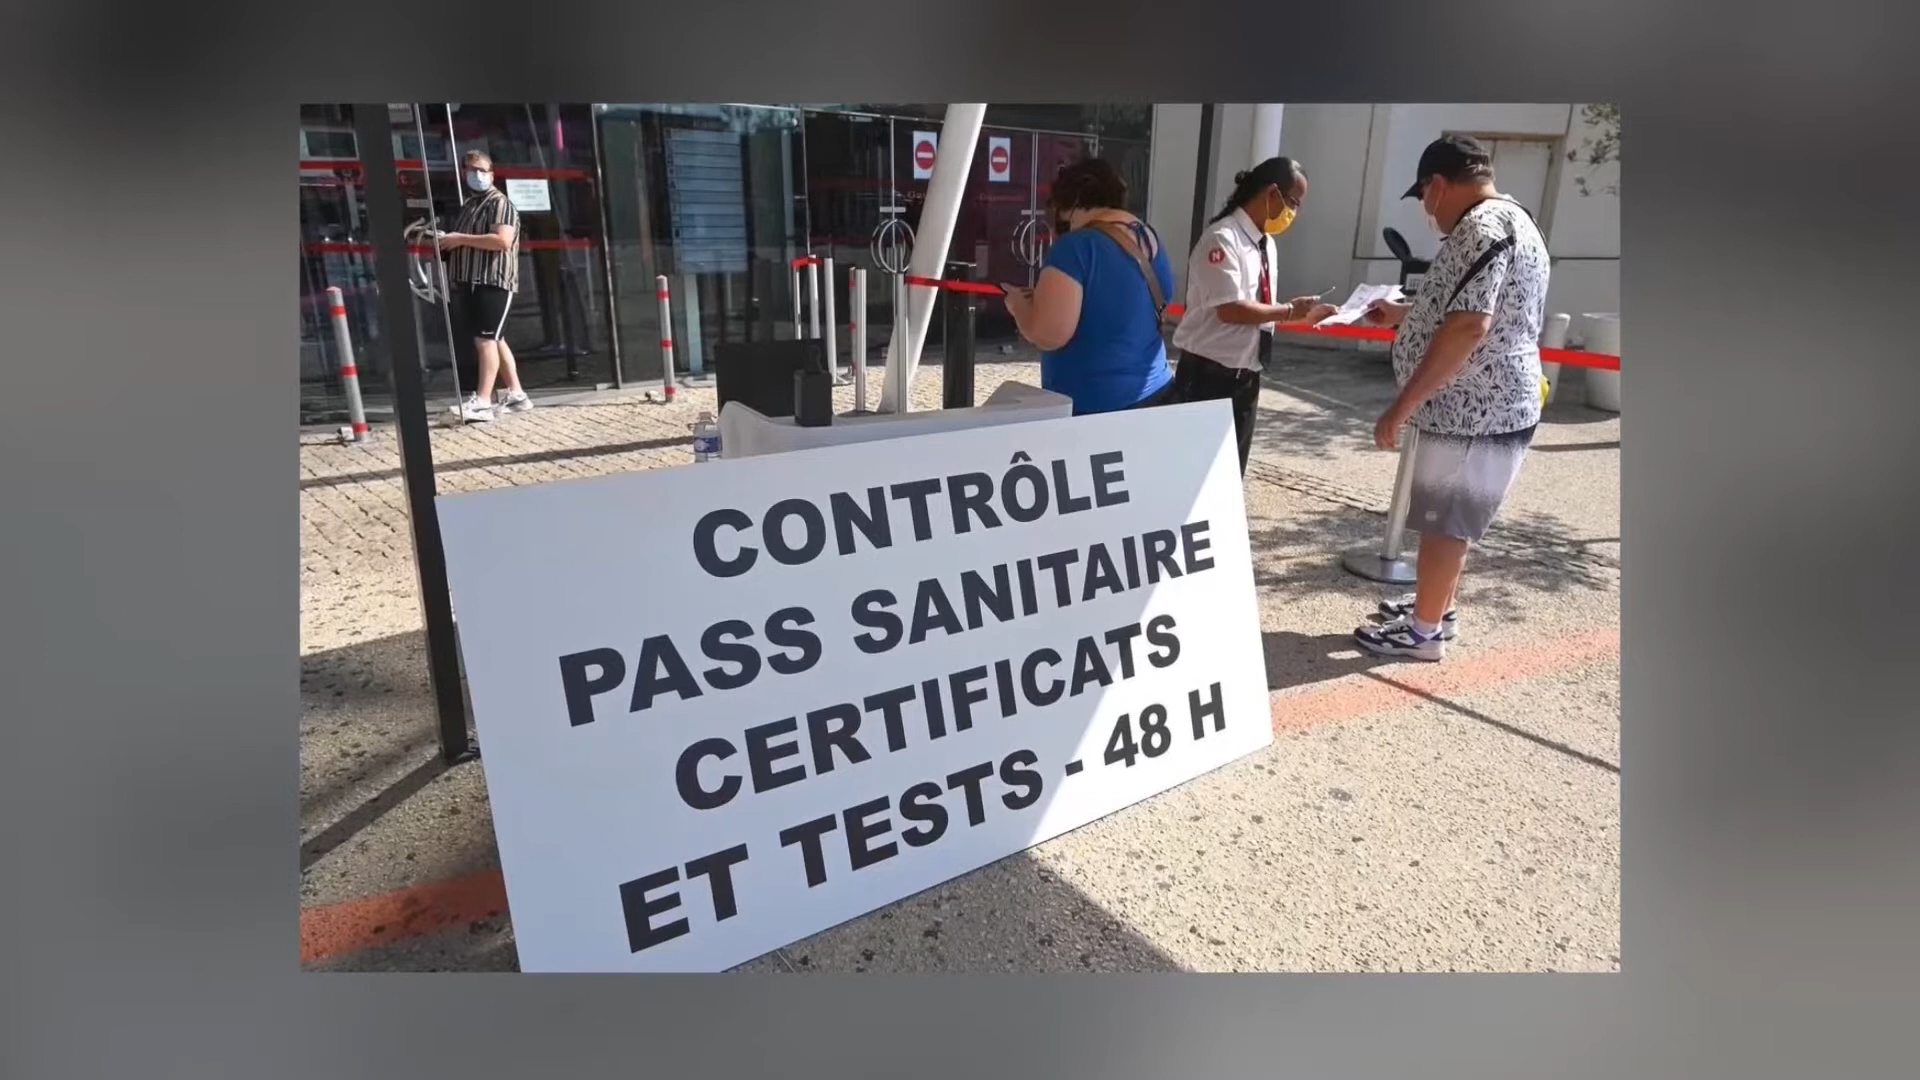 CONTRÔLE
PASS SANITAIRE
CERTIFICATS
ET TESTS - 48 H